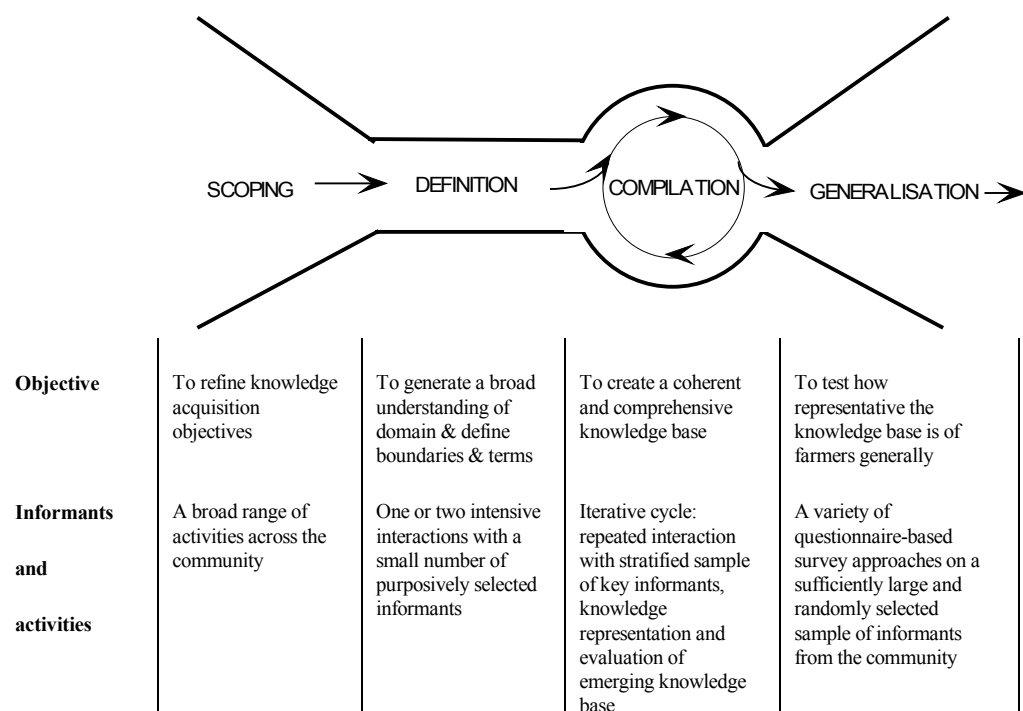 SCOPING
DEFINITION
COMPILATION
GENERALISATION
Objective
To refine knowledge
acquisition
objectives
To generate a broad
understanding of
domain & define
boundaries & terms
To create a coherent
and comprehensive
knowledge base
To test how
representative the
knowledge base is of
farmers generally
Informants
and
activities
A broad range of
activities across the
community
One or two intensive
interactions with a
small number of
purposively selected
informants
Iterative cycle:
repeated interaction
with stratified sample
of key informants,
knowledge
representation and
evaluation of
emerging knowledge
base
A variety of
questionnaire-based
survey approaches on a
sufficiently large and
randomly selected
sample of informants
from the community